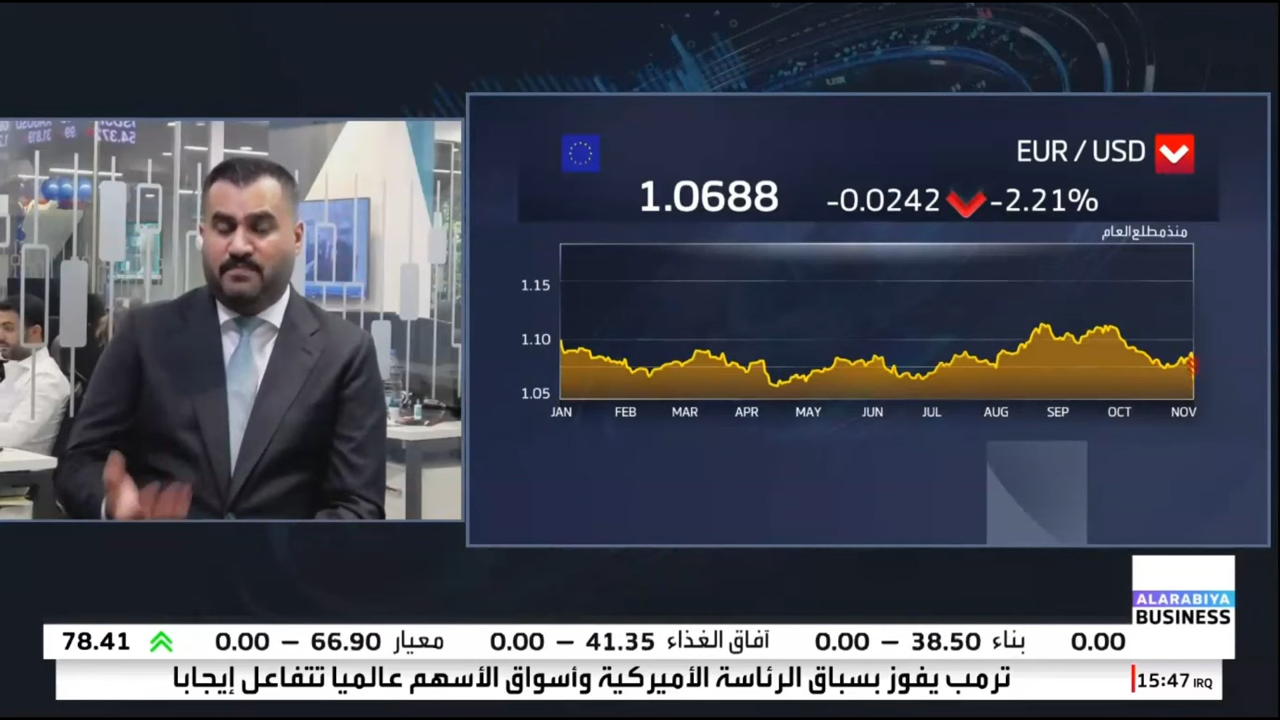 EUR / USD
1.0688 -0.0242 -2.21%
منذ مطلع العام
1.15
1.10
1.05
JAN FEB MAR APR MAY JUN JUL AUG SEP OCT NOV
ALARABIYA
BUSINESS
0.00 بناء 38.50 – 0.00 آفاق الغذاء 41.35 – 0.00 معيار 66.90 – 0.00 78.41
ترمب يفوز بسباق الرئاسة الأميركية وأسواق الأسهم عالميا تتفاعل إيجابا
15:47 IRQ